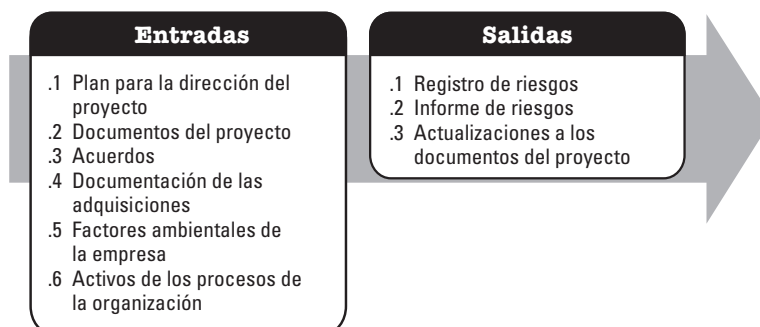 Entradas
.1 Plan para la dirección del
proyecto
.2 Documentos del proyecto
.3 Acuerdos
.4 Documentación de las
adquisiciones
.5 Factores ambientales de
la empresa
.6 Activos de los procesos de
la organización
Salidas
.1 Registro de riesgos
.2 Informe de riesgos
.3 Actualizaciones a los
documentos del proyecto